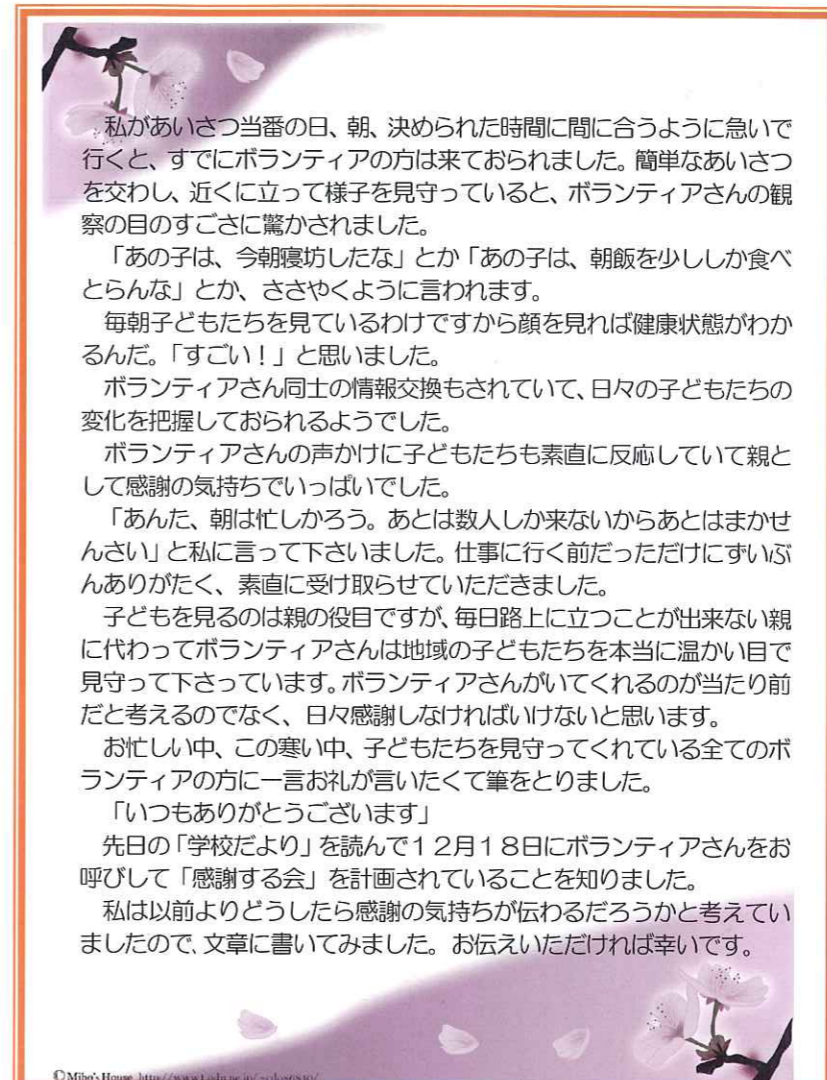 私があいさつ当番の日、朝、決められた時間に間に合うように急いで
行くと、すでにボランティアの方は来ておられました。簡単なあいさつ
を交わし、近くに立って様子を見守っていると、ボランティアさんの観
察の目のすごさに驚かされました。
「あの子は、今朝寝坊したな」とか「あの子は、朝飯を少ししか食べ
とらんな」とか、ささやくように言われます。
毎朝子どもたちを見ているわけですから顔を見れば健康状態がわか
るんだ。「すごい!」と思いました。
ボランティアさん同士の情報交換もされていて、日々の子どもたちの
変化を把握しておられるようでした。
ボランティアさんの声かけに子どもたちも素直に反応していて親と
して感謝の気持ちでいっぱいでした。
「あんた、朝は忙しかろう。あとは数人しか来ないからあとはまかせ
んさい」と私に言って下さいました。仕事に行く前だっただけにずいぶ
んありがたく、素直に受け取らせていただきました。
子どもを見るのは親の役目ですが、毎日路上に立つことが出来ない親
に代わってボランティアさんは地域の子どもたちを本当に温かい目で
見守って下さっています。ボランティアさんがいてくれるのが当たり前
だと考えるのでなく、日々感謝しなければいけないと思います。
お忙しい中、この寒い中、子どもたちを見守ってくれている全てのボ
ランティアの方に一言お礼が言いたくて筆をとりました。
「いつもありがとうございます」
先日の「学校だより」を読んで12月18日にボランティアさんをお
呼びして「感謝する会」を計画されていることを知りました。
私は以前よりどうしたら感謝の気持ちが伝わるだろうかと考えてい
ましたので、文章に書いてみました。お伝えいただければ幸いです。
© Miho's House